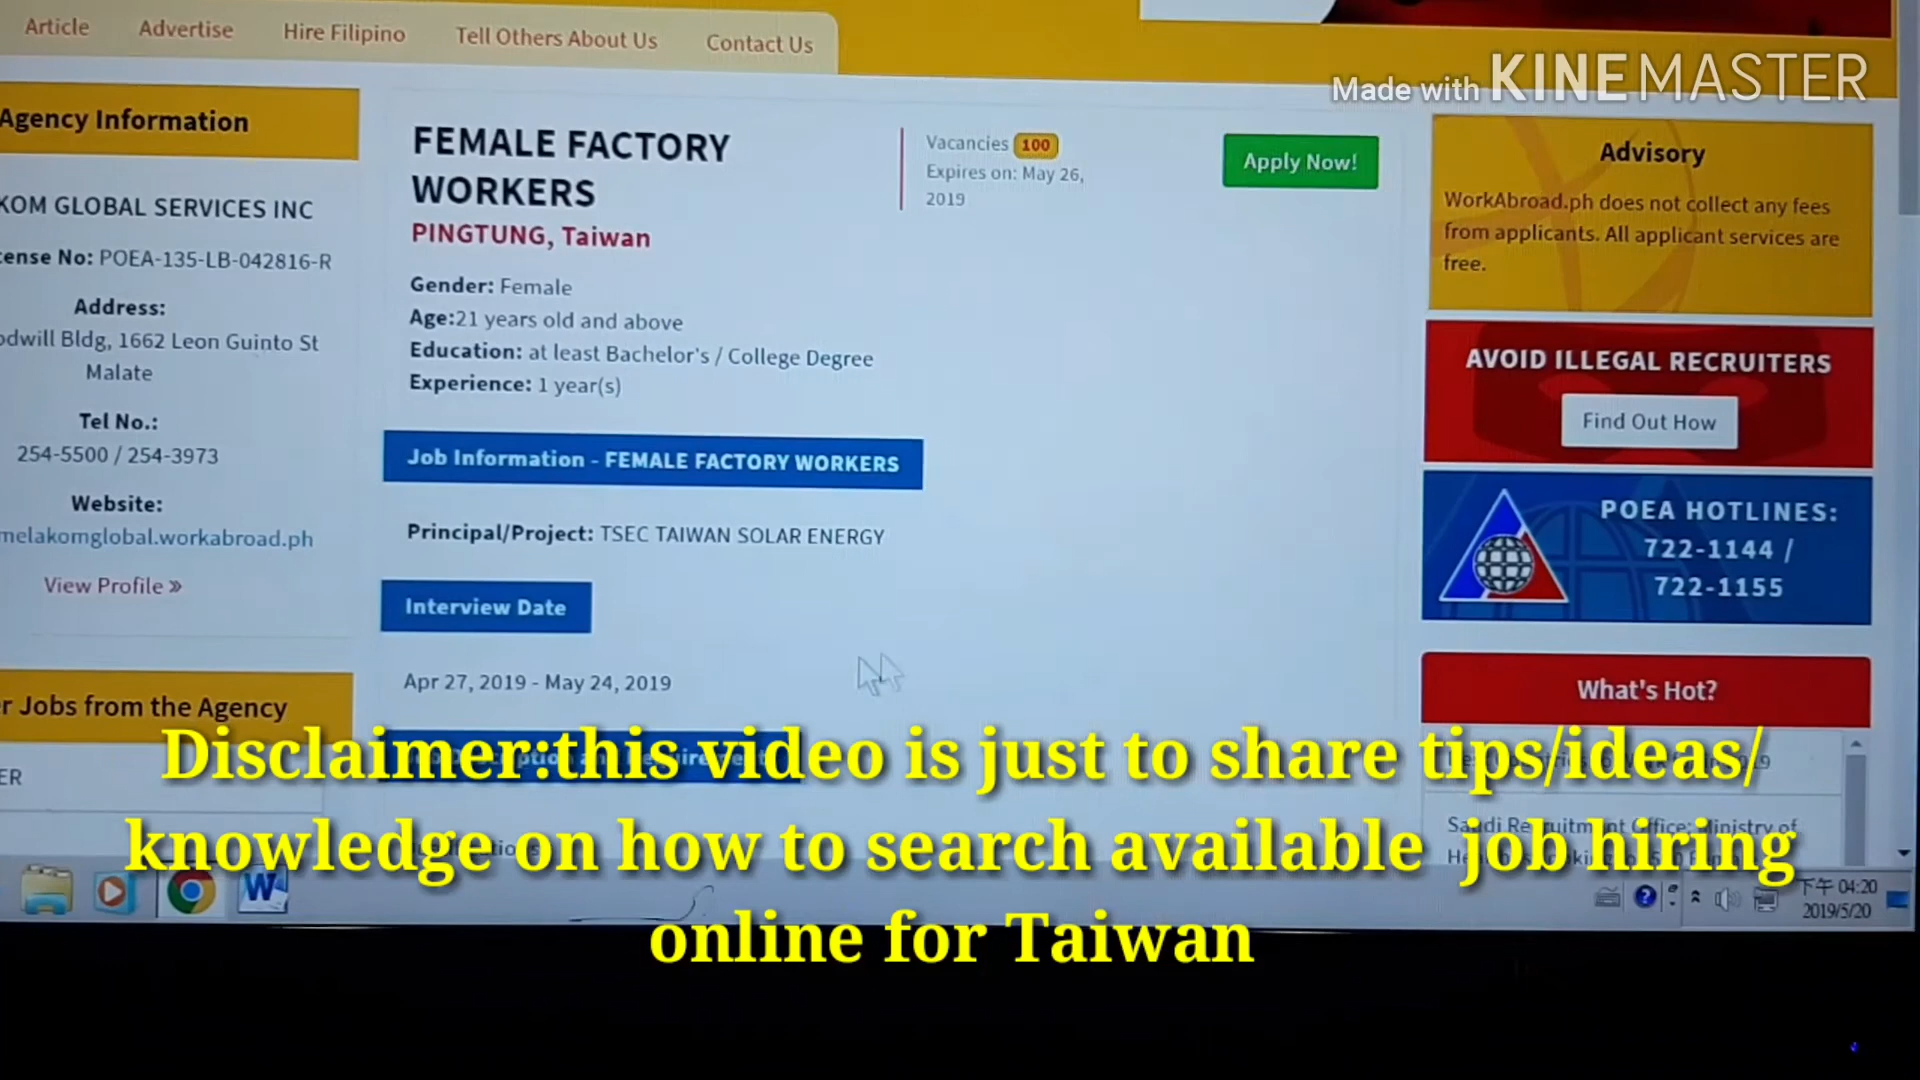 Article Advertise Hire Filipino Tell Others About Us Contact Us
Made with KINEMASTER
Agency Information
KOM GLOBAL SERVICES INC
ense No: POEA-135-LB-042816-R
Address:
odwill Bldg, 1662 Leon Guinto St
Malate
Tel No.:
254-5500 / 254-3973
Website:
melakomglobal.workabroad.ph
View Profile »
r Jobs from the Agency
ER
FEMALE FACTORY
WORKERS
PINGTUNG, Taiwan
Vacancies 100
Expires on: May 26,
2019
Apply Now!
Gender: Female
Age:21 years old and above
Education: at least Bachelor's / College Degree
Experience: 1 year(s)
Job Information - FEMALE FACTORY WORKERS
Principal/Project: TSEC TAIWAN SOLAR ENERGY
Interview Date
Apr 27, 2019 - May 24, 2019
Advisory
WorkAbroad.ph does not collect any fees
from applicants. All applicant services are
free.
AVOID ILLEGAL RECRUITERS
Find Out How
POEA HOTLINES:
722-1144 /
722-1155
What's Hot?
Disclaimer:this video is just to share tips/ideas/
knowledge on how to search available job hiring
online for Taiwan
下午 04:20
2019/5/20